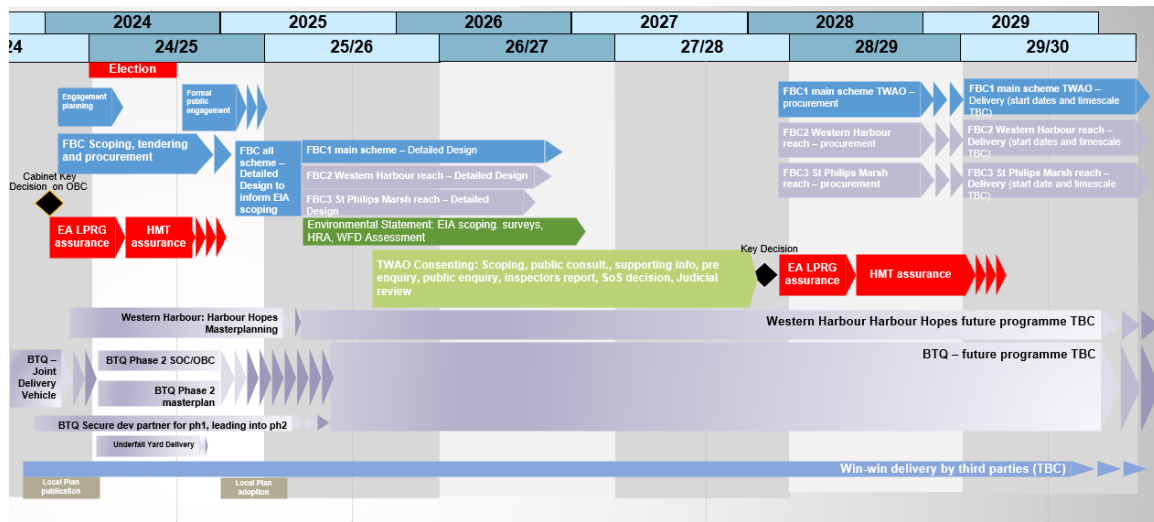 2024 2025 2026 2027 2028 2029
24 24/25 25/26 26/27 27/28 28/29 29/30
Election
Engagement
planning
Formal
public
engagement
FBC Scoping, tendering
and procurement
FBC all
scheme –
Detailed
Design to
inform EIA
scoping
FBC1 main scheme – Detailed Design
FBC2 Western Harbour reach – Detailed Design
FBC3 St Philips Marsh reach – Detailed
Design
FBC1 main scheme TWAO –
procurement
FBC1 main scheme TWAO –
Delivery (start dates and timescale
TBC)
FBC2 Western Harbour
reach – procurement
FBC2 Western Harbour reach –
Delivery (start dates and timescale
TBC)
FBC3 St Philips Marsh
reach – procurement
FBC3 St Philips Marsh reach –
Delivery (start date and timescale
TBC)
Cabinet Key
Decision on OBC
EA LPRG
assurance
HMT
assurance
Environmental Statement: EIA scoping. surveys,
HRA, WFD Assessment
TWAO Consenting: Scoping, public consult., supporting info, pre
enquiry, public enquiry, inspectors report, SoS decision, Judicial
review
Key Decision
EA LPRG
assurance
HMT assurance
Western Harbour: Harbour Hopes
Masterplanning
Western Harbour Harbour Hopes future programme TBC
BTQ –
Joint
Delivery
Vehicle
BTQ Phase 2 SOC/OBC
BTQ Phase 2
masterplan
BTQ – future programme TBC
BTQ Secure dev partner for ph1, leading into ph2
Underfall Yard Delivery
Win-win delivery by third parties (TBC)
Local Plan
publication
Local Plan
adoption